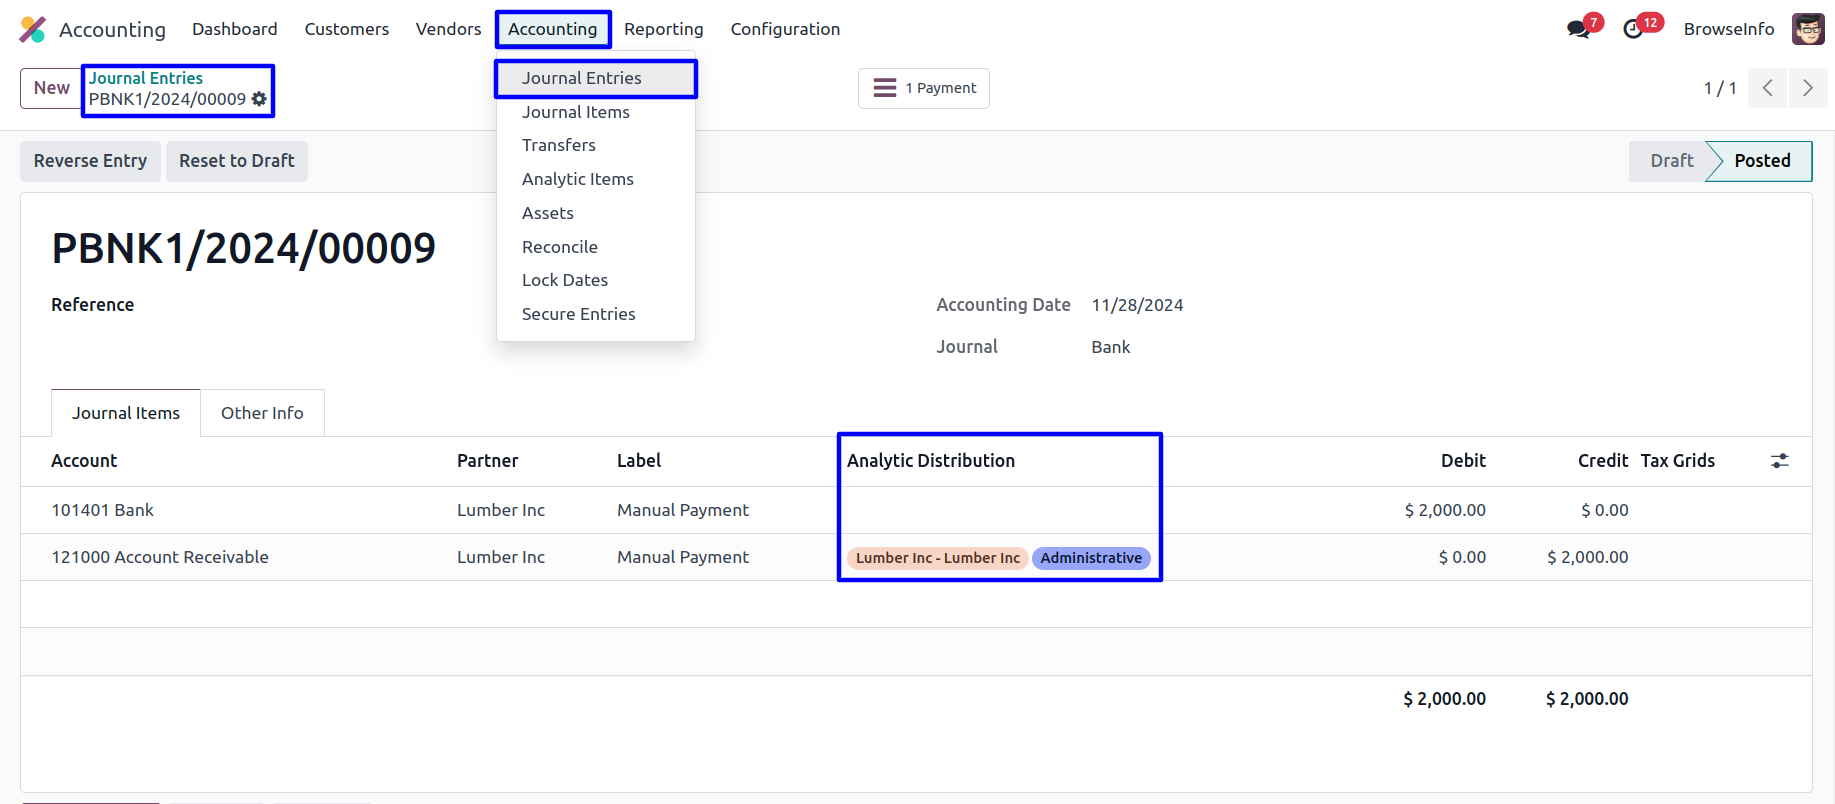 Accounting Dashboard Customers Vendors Accounting Reporting Configuration 7 12 BrowseInfo
New Journal Entries
PBNK1/2024/00009
Journal Entries
1 Payment
1 / 1
Journal Items
Transfers
Analytic Items
Assets
Reconcile
Lock Dates
Secure Entries
Reverse Entry Reset to Draft Draft Posted
PBNK1/2024/00009
Reference
Accounting Date 11/28/2024
Journal Bank
Journal Items Other Info
Account Partner Label Analytic Distribution Debit Credit Tax Grids
101401 Bank Lumber Inc Manual Payment $ 2,000.00 $ 0.00
121000 Account Receivable Lumber Inc Manual Payment Lumber Inc - Lumber Inc Administrative $ 0.00 $ 2,000.00
$ 2,000.00 $ 2,000.00